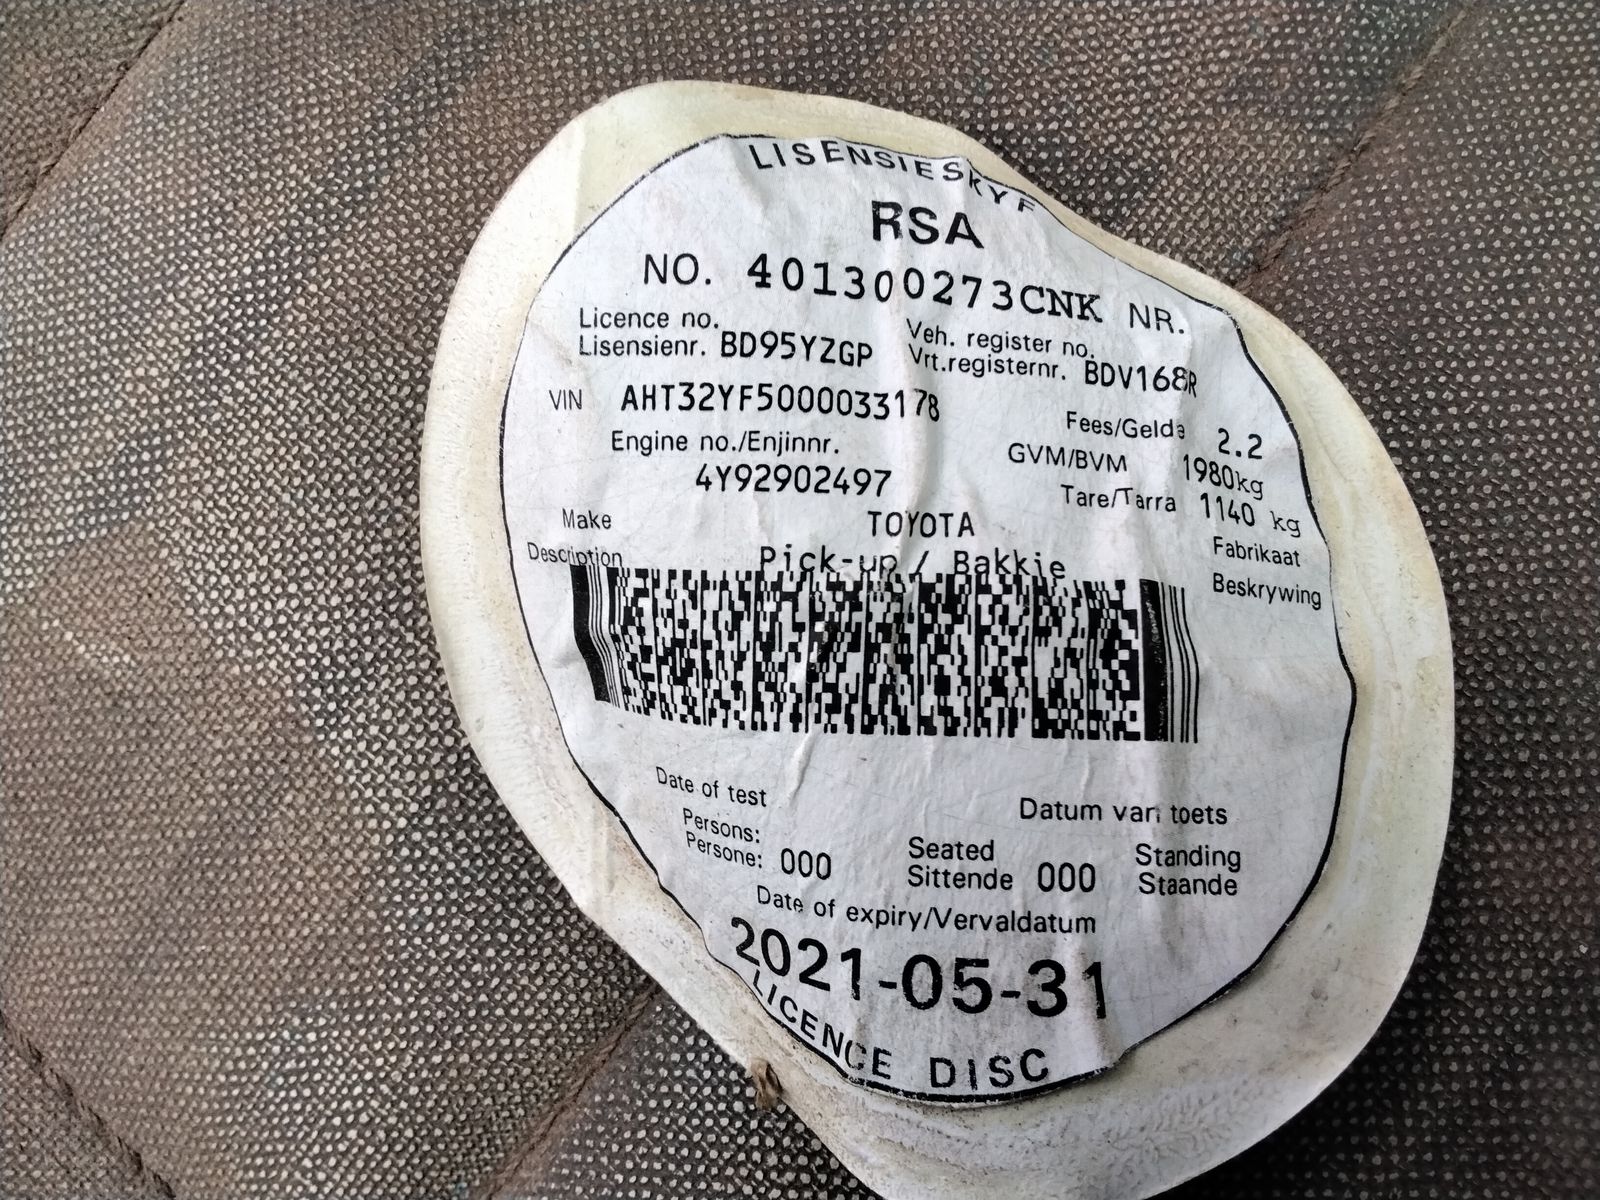 LISENSIESKYF
RSA
NO. 401300273CNK NR.
Licence no. Veh. register no.
Lisensienr. BD95YZGP Vrt.registernr. BDV168R
VIN AHT32YF5000033178 Fees/Gelde 2.2
Engine no./Enjinnr. GVM/BVM 1980kg
4Y92902497 Tare/Tarra 1140 kg
Make TOYOTA Fabrikaat
Description Pick-up / Bakkie Beskrywing
Date of test Datum van toets
Persons: Seated Standing
Persone: 000 Sittende 000 Staande
Date of expiry/Vervaldatum
2021-05-31
LICENCE DISC